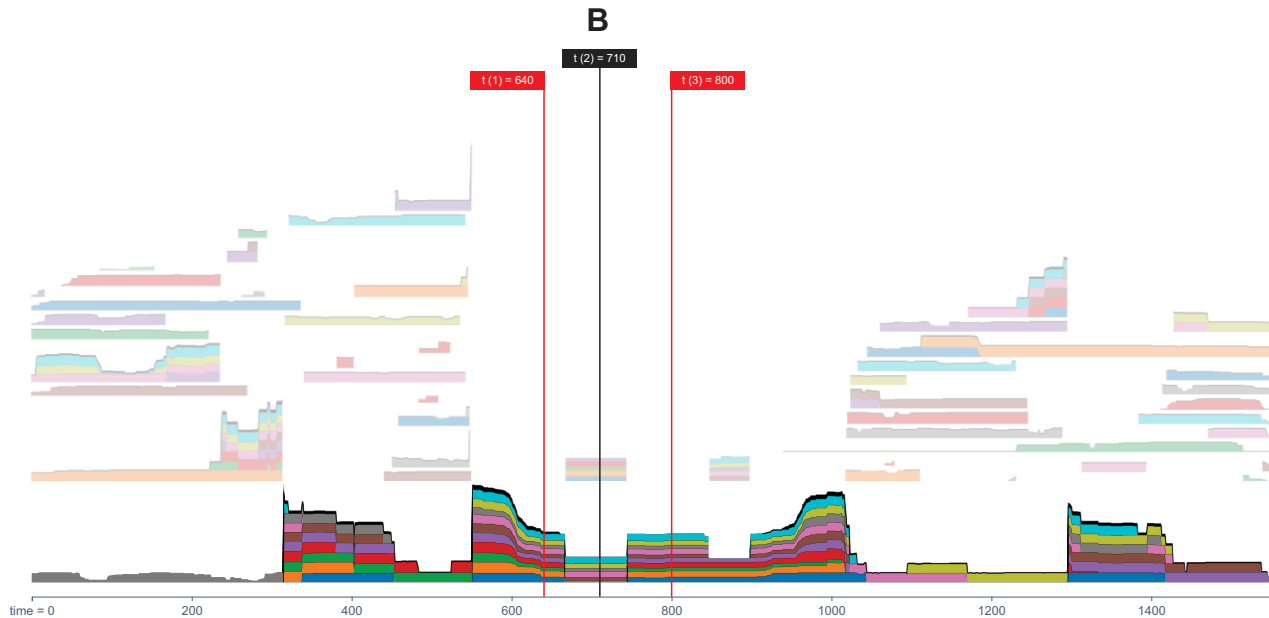 B
t (2) = 710
t (1) = 640
t (3) = 800
time = 0
200
400
600
800
1000
1200
1400